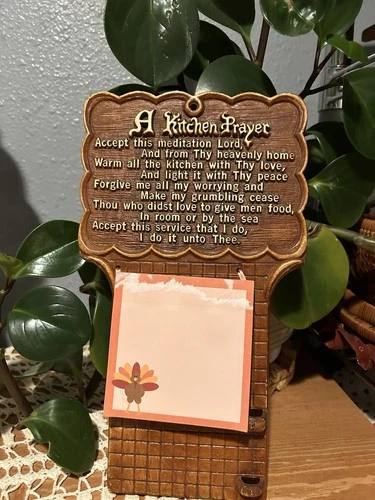 A Kitchen Prayer
Accept this meditation Lord,
And from Thy heavenly home
Warm all the kitchen with Thy love,
And light it with Thy peace
Forgive me all my worrying and
Make my grumbling cease
Thou who didst love to give men food,
In room or by the sea
Accept this service that I do,
I do it unto Thee.